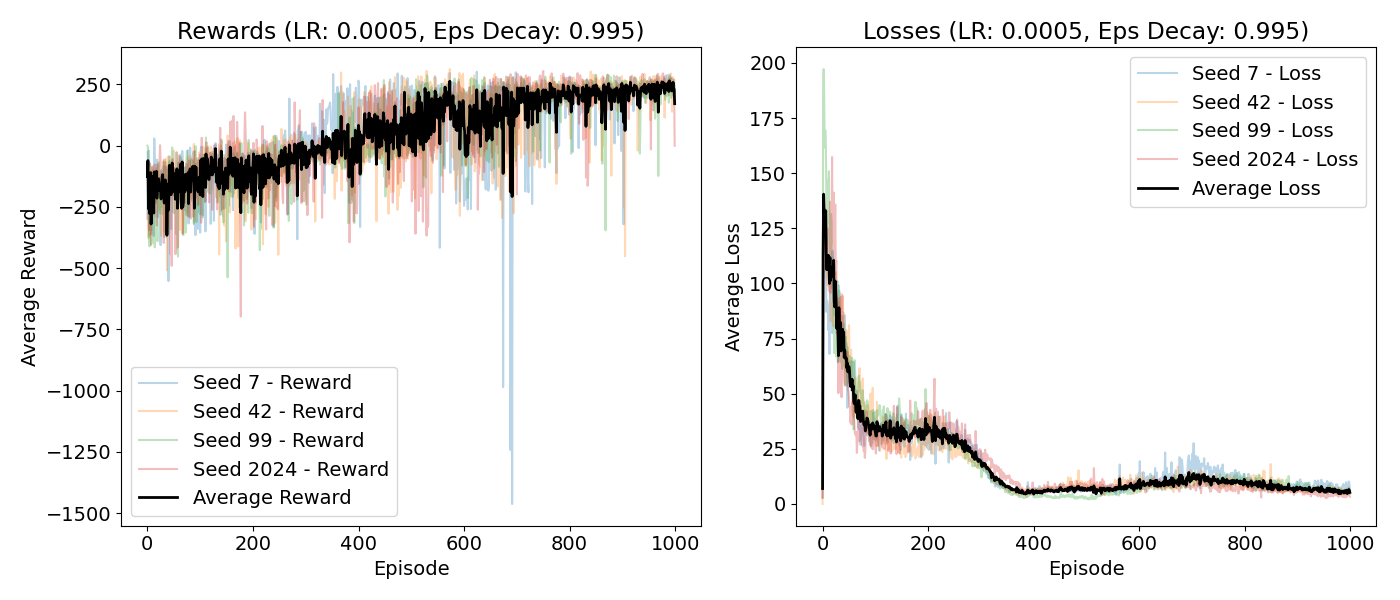 Rewards (LR: 0.0005, Eps Decay: 0.995)
250
0
−250
−500
−750
−1000
−1250
−1500
Average Reward
Seed 7 - Reward
Seed 42 - Reward
Seed 99 - Reward
Seed 2024 - Reward
Average Reward
0 200 400 600 800 1000
Episode
Losses (LR: 0.0005, Eps Decay: 0.995)
200
175
150
125
100
75
50
25
0
Average Loss
Seed 7 - Loss
Seed 42 - Loss
Seed 99 - Loss
Seed 2024 - Loss
Average Loss
0 200 400 600 800 1000
Episode